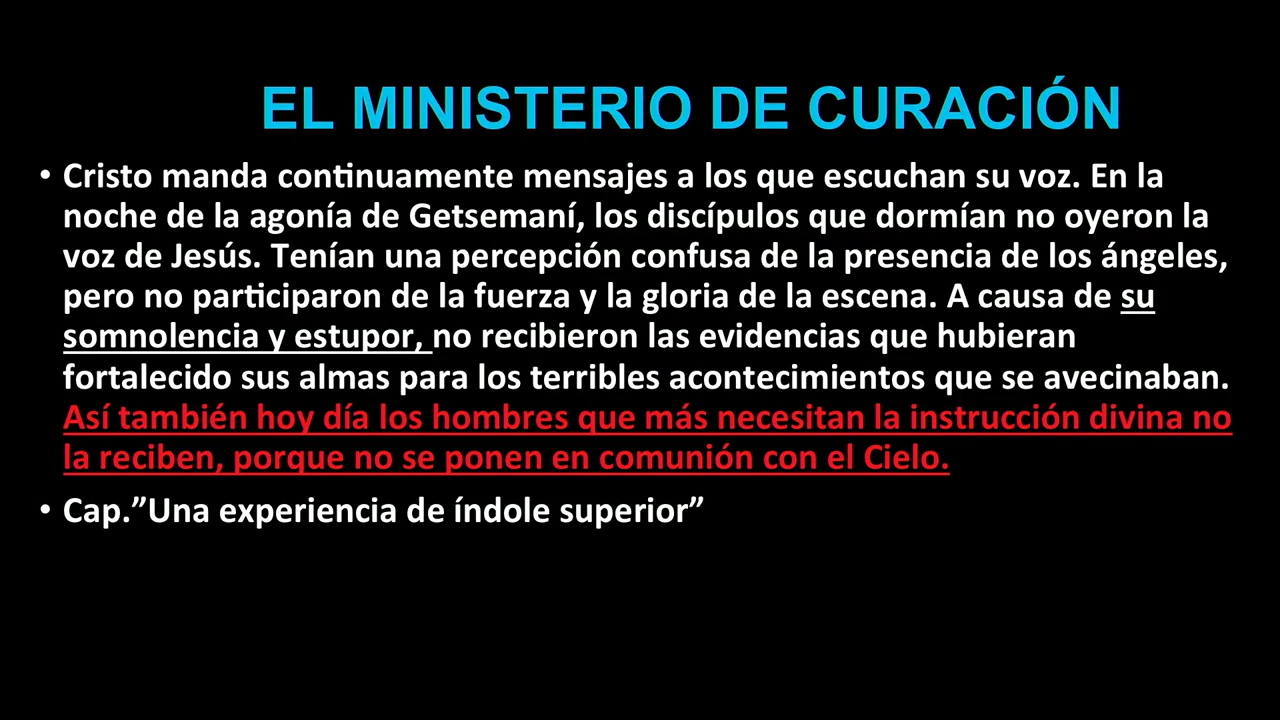 EL MINISTERIO DE CURACIÓN
• Cristo manda continuamente mensajes a los que escuchan su voz. En la
noche de la agonía de Getsemaní, los discípulos que dormían no oyeron la
voz de Jesús. Tenían una percepción confusa de la presencia de los ángeles,
pero no participaron de la fuerza y la gloria de la escena. A causa de su
somnolencia y estupor, no recibieron las evidencias que hubieran
fortalecido sus almas para los terribles acontecimientos que se avecinaban.
Así también hoy día los hombres que más necesitan la instrucción divina no
la reciben, porque no se ponen en comunión con el Cielo.
• Cap.”Una experiencia de índole superior”